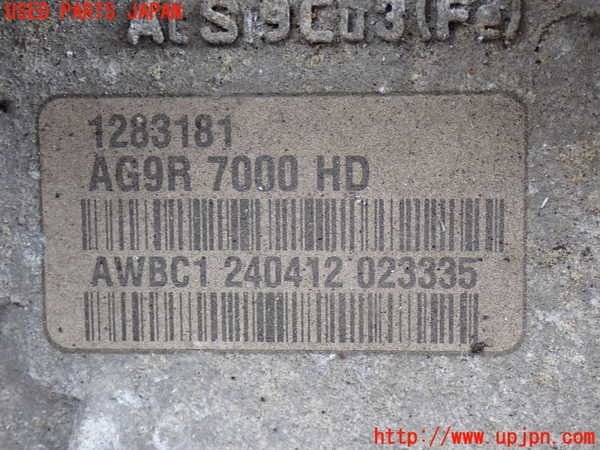 USED PARTS JAPAN
AL SI9CU3(Fe)
1283181
AG9R 7000 HD
AWBC1 240412 023335
http://www.upjpn.com/